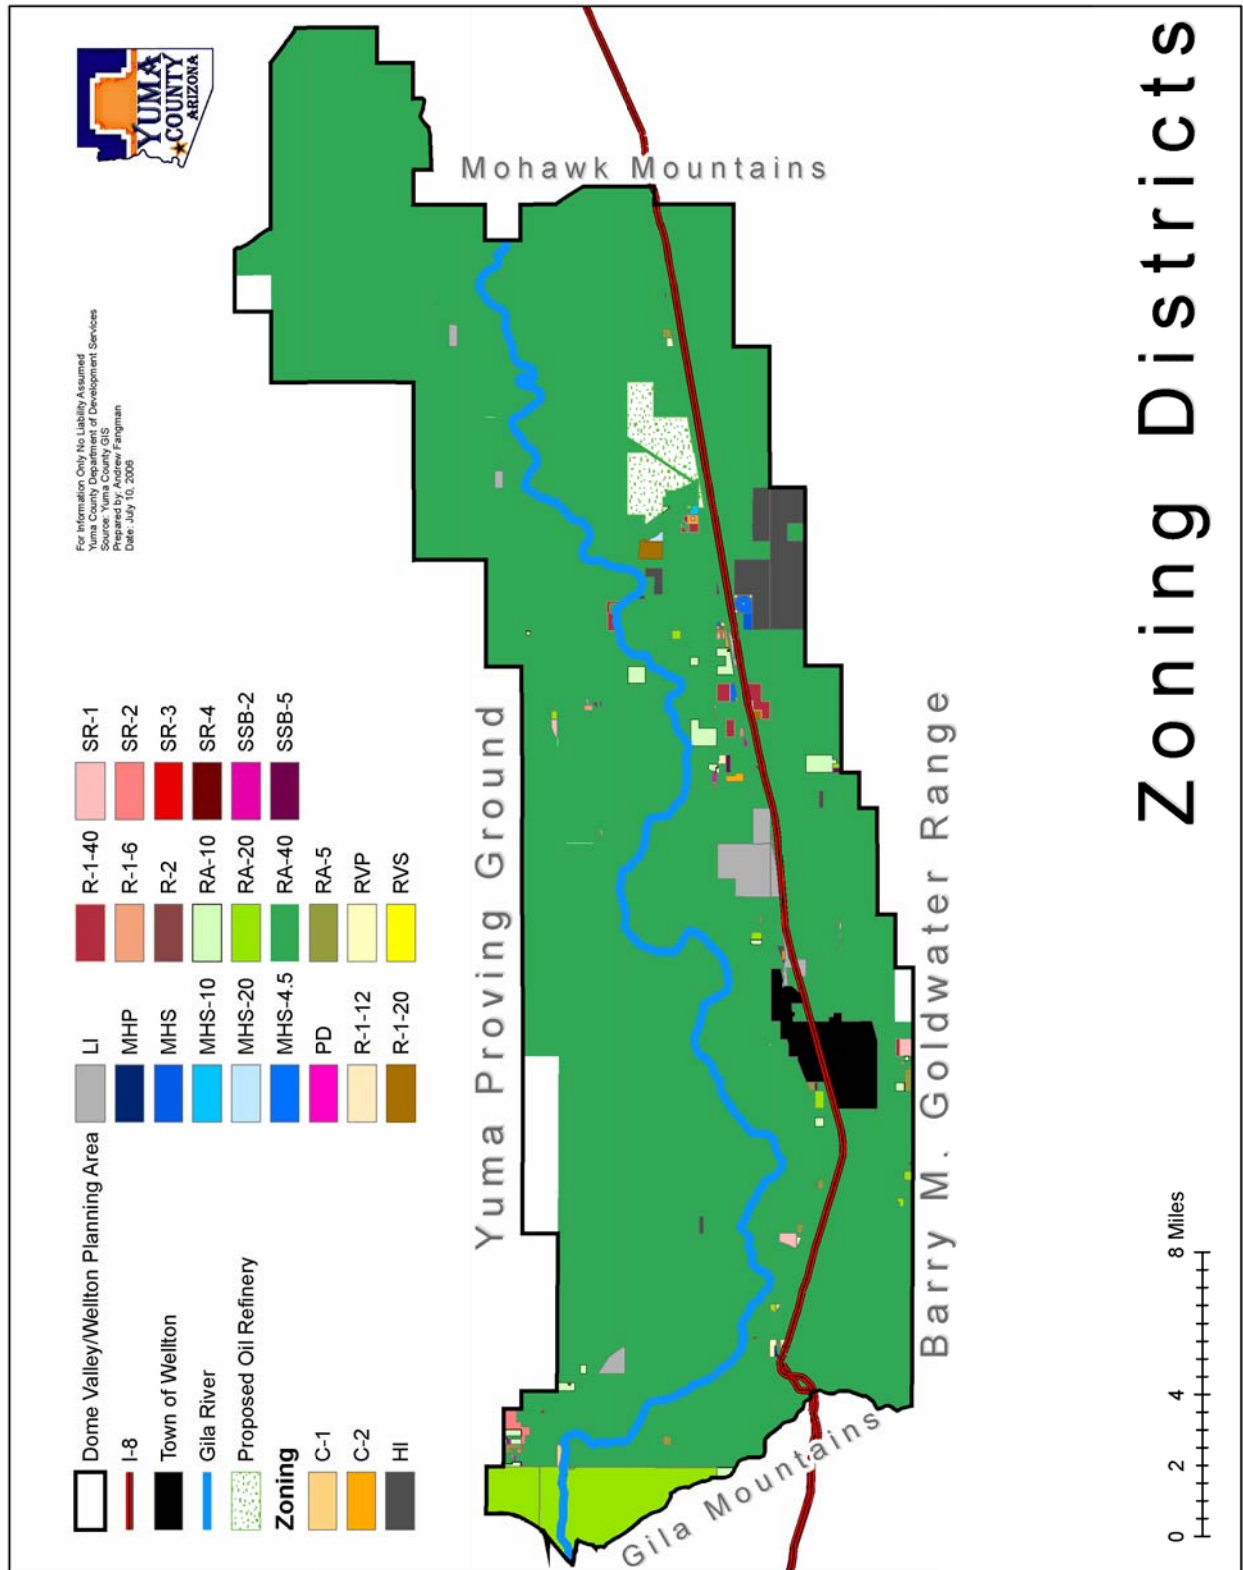 YUMA
COUNTY
ARIZONA
For Information Only No Liability Assumed
Yuma County Department of Development Services
Source: Yuma County GIS
Prepared by: Andrew Fangman
Date: July 10, 2006
Dome Valley/Wellton Planning Area
I-8
Town of Wellton
Gila River
Proposed Oil Refinery
Zoning
C-1
C-2
HI
LI
MHP
MHS
MHS-10
MHS-20
MHS-4.5
PD
R-1-12
R-1-20
R-1-40
R-1-6
R-2
RA-10
RA-20
RA-40
RA-5
RVP
RVS
SR-1
SR-2
SR-3
SR-4
SSB-2
SSB-5
Yuma Proving Ground
Mohawk Mountains
Gila Mountains
Barry M. Goldwater Range
0 2 4 8 Miles
Zoning Districts